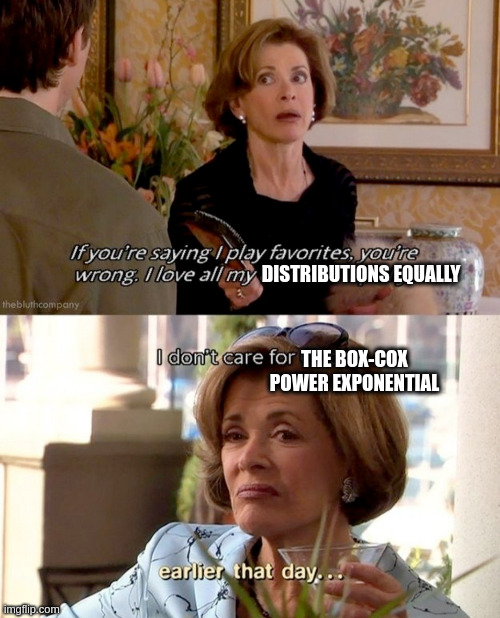 If you're saying I play favorites, you're
wrong. I love all my DISTRIBUTIONS EQUALLY
thebluthcompany
I don't care for THE BOX-COX
POWER EXPONENTIAL
earlier that day...
imgflip.com